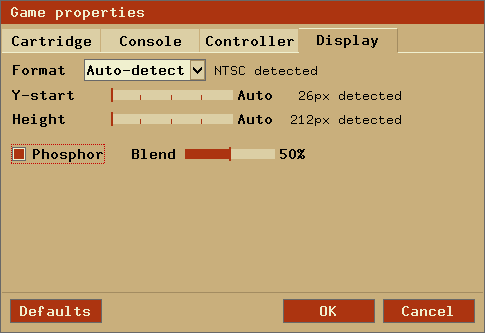 Game properties
Cartridge Console Controller Display
Format Auto-detect NTSC detected
Y-start Auto 26px detected
Height Auto 212px detected
Phosphor Blend 50%
Defaults OK Cancel